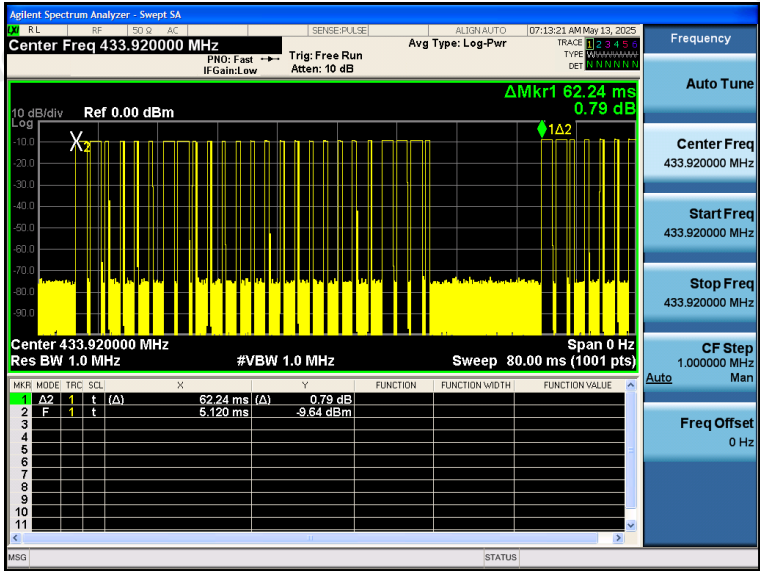 Agilent Spectrum Analyzer - Swept SA
LXI RL RF 50 Ω AC SENSE:PULSE ALIGN AUTO 07:13:21 AM May 13, 2025
Center Freq 433.920000 MHz
PNO: Fast
IFGain:Low
Trig: Free Run
Atten: 10 dB
Avg Type: Log-Pwr
TRACE 1 2 3 4 5 6
TYPE
DET N N N N N N
ΔMkr1 62.24 ms
0.79 dB
10 dB/div Ref 0.00 dBm
Log
1Δ2
X2
-10.0
-20.0
-30.0
-40.0
-50.0
-60.0
-70.0
-80.0
-90.0
Center 433.920000 MHz Span 0 Hz
Res BW 1.0 MHz #VBW 1.0 MHz Sweep 80.00 ms (1001 pts)
MKR MODE TRC SCL X Y FUNCTION FUNCTION WIDTH FUNCTION VALUE
1 Δ2 1 t (Δ) 62.24 ms (Δ) 0.79 dB
2 F 1 t 5.120 ms -9.64 dBm
3
4
5
6
7
8
9
10
11
MSG STATUS
Frequency
Auto Tune
Center Freq
433.920000 MHz
Start Freq
433.920000 MHz
Stop Freq
433.920000 MHz
CF Step
1.000000 MHz
Auto Man
Freq Offset
0 Hz